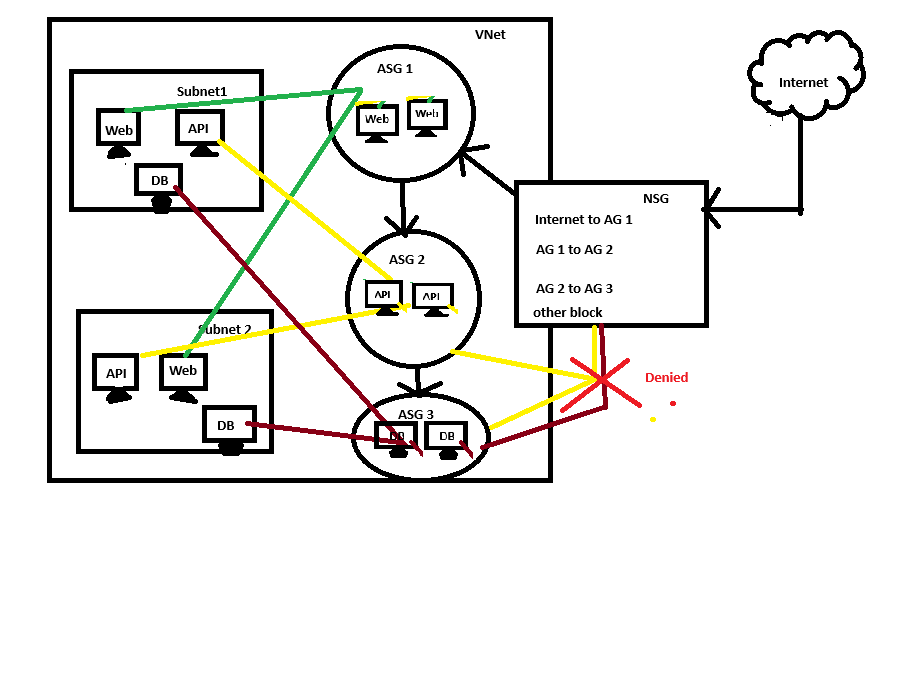 VNet
Internet
ASG 1
Web
Web
Subnet1
Web
API
DB
NSG
Internet to AG 1
AG 1 to AG 2
AG 2 to AG 3
other block
ASG 2
API
API
Subnet 2
API
Web
DB
Denied
ASG 3
DB
DB